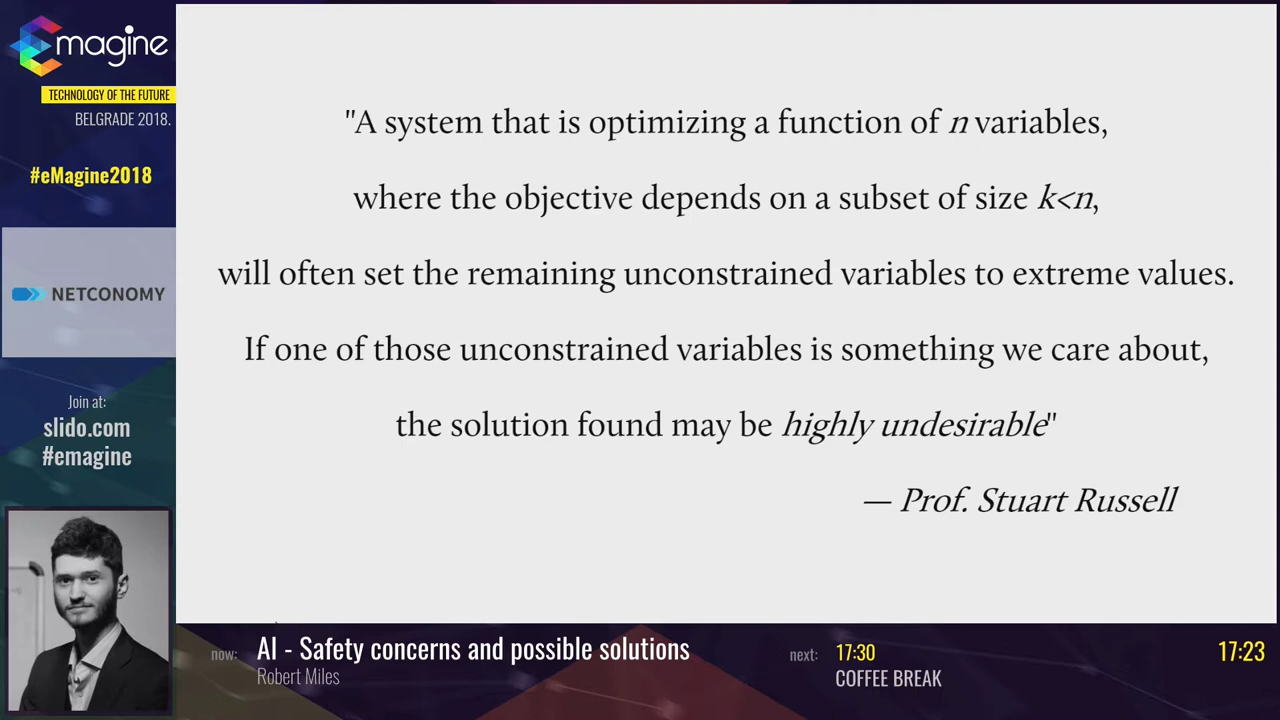 Emagine
TECHNOLOGY OF THE FUTURE
BELGRADE 2018.
#eMagine2018
NETCONOMY
Join at:
slido.com
#emagine
"A system that is optimizing a function of n variables,
where the objective depends on a subset of size k<n,
will often set the remaining unconstrained variables to extreme values.
If one of those unconstrained variables is something we care about,
the solution found may be highly undesirable"
— Prof. Stuart Russell
now: AI - Safety concerns and possible solutions
Robert Miles
next: 17:30
COFFEE BREAK
17:23